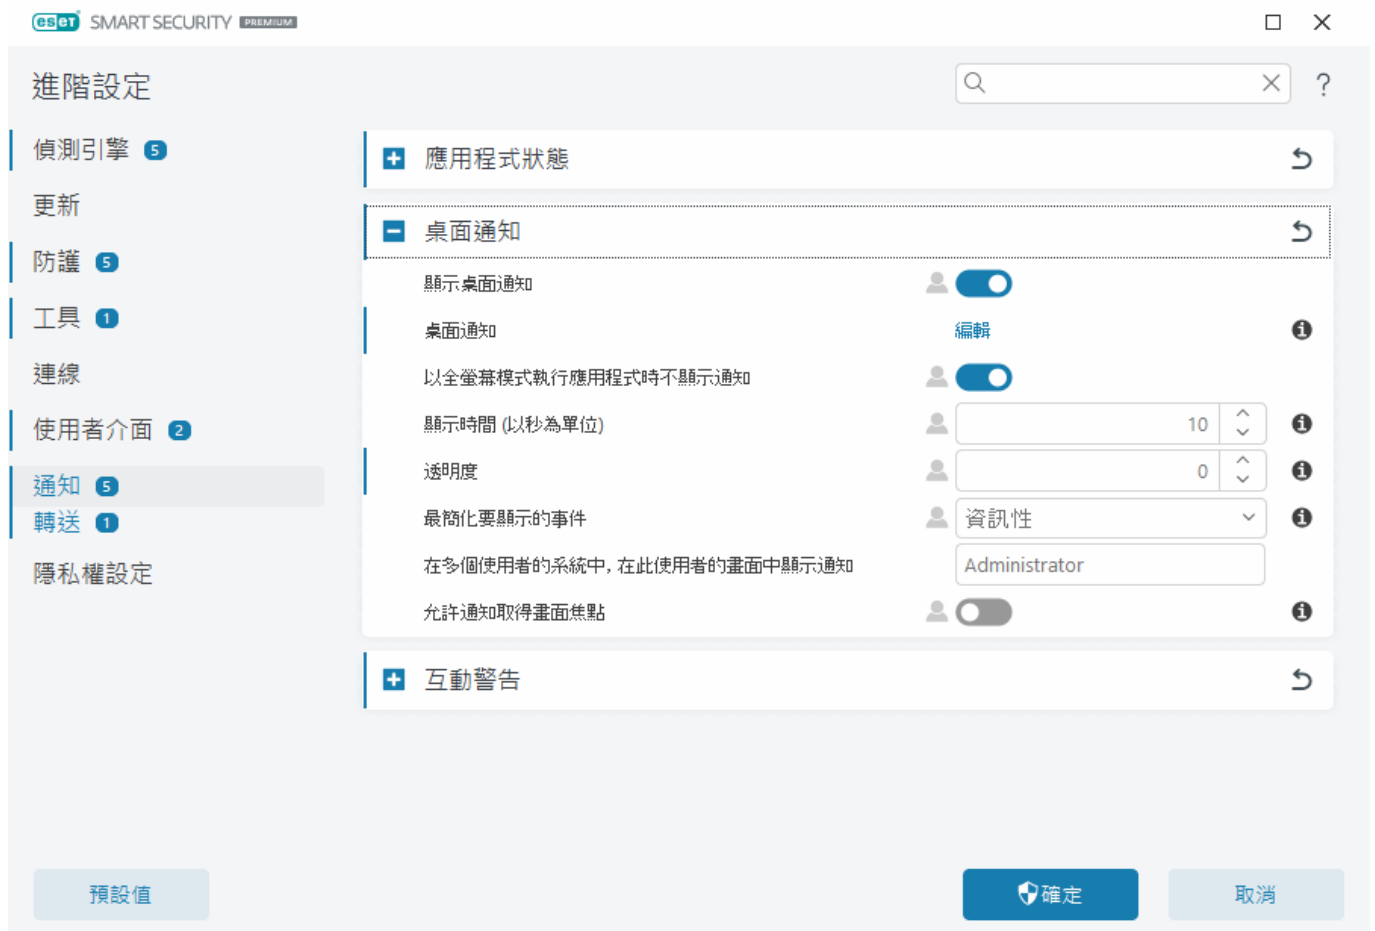 eset SMART SECURITY PREMIUM
進階設定
?
偵測引擎 5
更新
防護 5
工具 1
連線
使用者介面 2
通知 5
轉送 1
隱私權設定
應用程式狀態
桌面通知
顯示桌面通知
桌面通知 編輯
以全螢幕模式執行應用程式時不顯示通知
顯示時間 (以秒為單位) 10
透明度 0
最簡化要顯示的事件 資訊性
在多個使用者的系統中, 在此使用者的畫面中顯示通知 Administrator
允許通知取得畫面焦點
互動警告
預設值 確定 取消